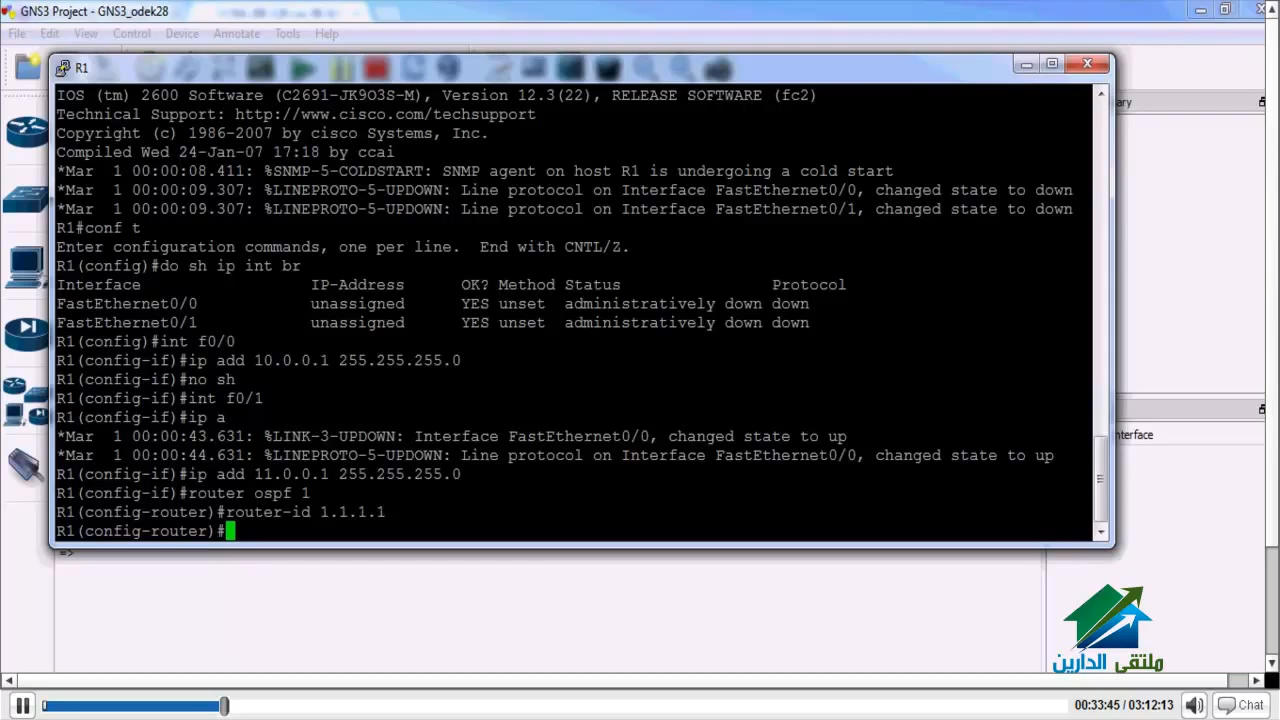 GNS3 Project - GNS3_odek28
File Edit View Control Device Annotate Tools Help
R1
IOS (tm) 2600 Software (C2691-JK9O3S-M), Version 12.3(22), RELEASE SOFTWARE (fc2)
Technical Support: http://www.cisco.com/techsupport
Copyright (c) 1986-2007 by cisco Systems, Inc.
Compiled Wed 24-Jan-07 17:18 by ccai
*Mar  1 00:00:08.411: %SNMP-5-COLDSTART: SNMP agent on host R1 is undergoing a cold start
*Mar  1 00:00:09.307: %LINEPROTO-5-UPDOWN: Line protocol on Interface FastEthernet0/0, changed state to down
*Mar  1 00:00:09.307: %LINEPROTO-5-UPDOWN: Line protocol on Interface FastEthernet0/1, changed state to down
R1#conf t
Enter configuration commands, one per line.  End with CNTL/Z.
R1(config)#do sh ip int br
Interface                  IP-Address      OK? Method Status                Protocol
FastEthernet0/0            unassigned      YES unset  administratively down down
FastEthernet0/1            unassigned      YES unset  administratively down down
R1(config)#int f0/0
R1(config-if)#ip add 10.0.0.1 255.255.255.0
R1(config-if)#no sh
R1(config-if)#int f0/1
R1(config-if)#ip a
*Mar  1 00:00:43.631: %LINK-3-UPDOWN: Interface FastEthernet0/0, changed state to up
*Mar  1 00:00:44.631: %LINEPROTO-5-UPDOWN: Line protocol on Interface FastEthernet0/0, changed state to up
R1(config-if)#ip add 11.0.0.1 255.255.255.0
R1(config-if)#router ospf 1
R1(config-router)#router-id 1.1.1.1
R1(config-router)#
=>
ملتقى الدارين
00:33:45 / 03:12:13
Chat